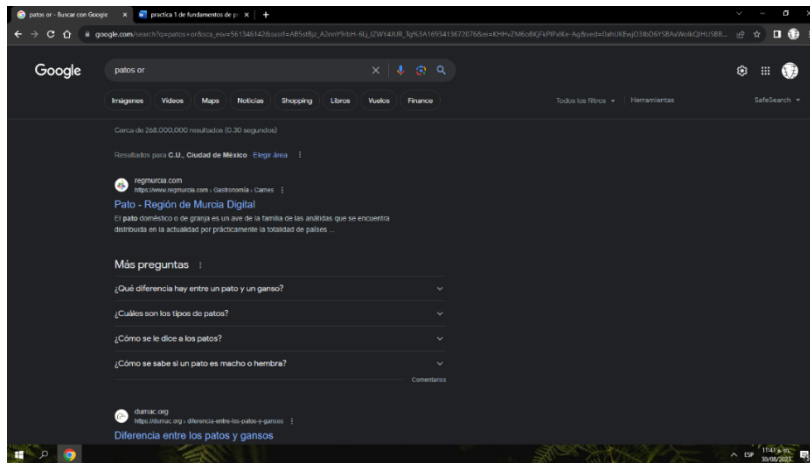 patos or - Buscar con Google
practica 1 de fundamentos de pr
Google
patos or
Imágenes Videos Maps Noticias Shopping Libros Vuelos Finance
Todos los filtros Herramientas
SafeSearch
Cerca de 268,000,000 resultados (0.30 segundos)
Resultados para C.U., Ciudad de México · Elegir área
regmurcia.com
https://www.regmurcia.com › Gastronomía › Carnes
Pato - Región de Murcia Digital
El pato doméstico o de granja es un ave de la familia de las anátidas que se encuentra
distribuida en la actualidad por prácticamente la totalidad de países ...
Más preguntas
¿Qué diferencia hay entre un pato y un ganso?
¿Cuáles son los tipos de patos?
¿Cómo se le dice a los patos?
¿Cómo se sabe si un pato es macho o hembra?
Comentarios
dumac.org
https://dumac.org › diferencia-entre-los-patos-y-gansos
Diferencia entre los patos y gansos
ESP
11:41 p. m.
30/08/2023